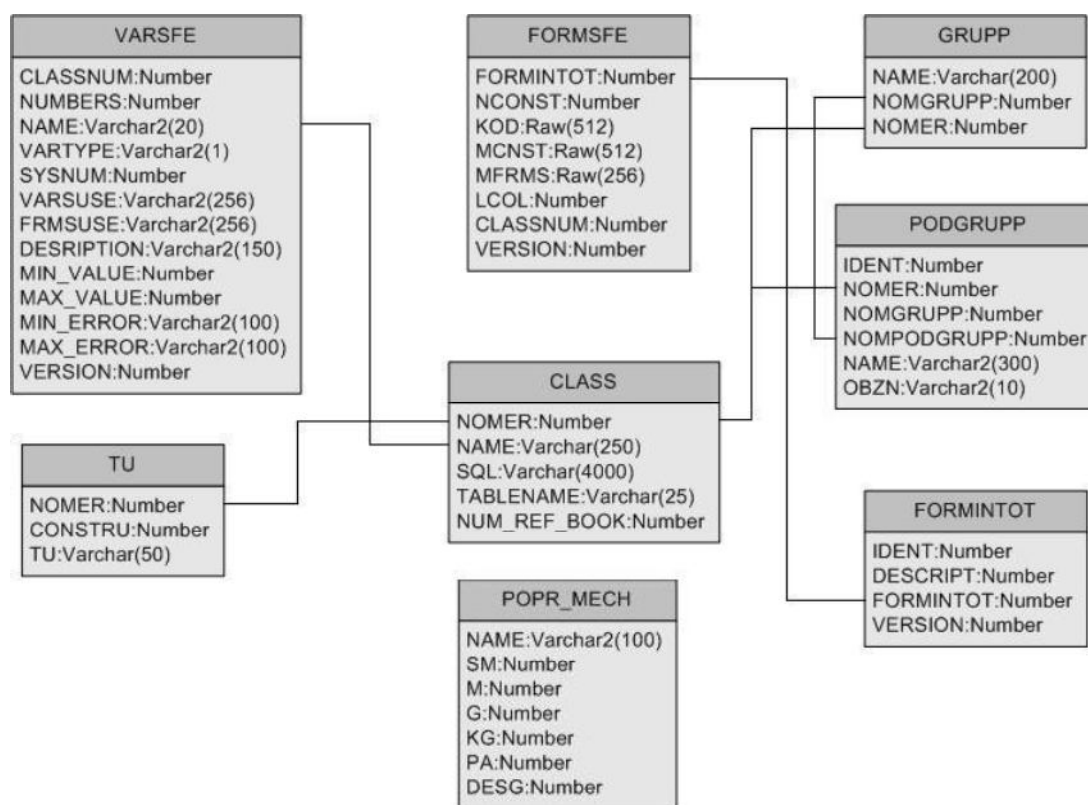 VARSFE
CLASSNUM:Number
NUMBERS:Number
NAME:Varchar2(20)
VARTYPE:Varchar2(1)
SYSNUM:Number
VARSUSE:Varchar2(256)
FRMSUSE:Varchar2(256)
DESRIPTION:Varchar2(150)
MIN_VALUE:Number
MAX_VALUE:Number
MIN_ERROR:Varchar2(100)
MAX_ERROR:Varchar2(100)
VERSION:Number
FORMSFE
FORMINTOT:Number
NCONST:Number
KOD:Raw(512)
MCNST:Raw(512)
MFRMS:Raw(256)
LCOL:Number
CLASSNUM:Number
VERSION:Number
GRUPP
NAME:Varchar(200)
NOMGRUPP:Number
NOMER:Number
PODGRUPP
IDENT:Number
NOMER:Number
NOMGRUPP:Number
NOMPODGRUPP:Number
NAME:Varchar2(300)
OBZN:Varchar2(10)
CLASS
NOMER:Number
NAME:Varchar(250)
SQL:Varchar(4000)
TABLENAME:Varchar(25)
NUM_REF_BOOK:Number
TU
NOMER:Number
CONSTRU:Number
TU:Varchar(50)
FORMINTOT
IDENT:Number
DESCRIPT:Number
FORMINTOT:Number
VERSION:Number
POPR_MECH
NAME:Varchar2(100)
SM:Number
M:Number
G:Number
KG:Number
PA:Number
DESG:Number